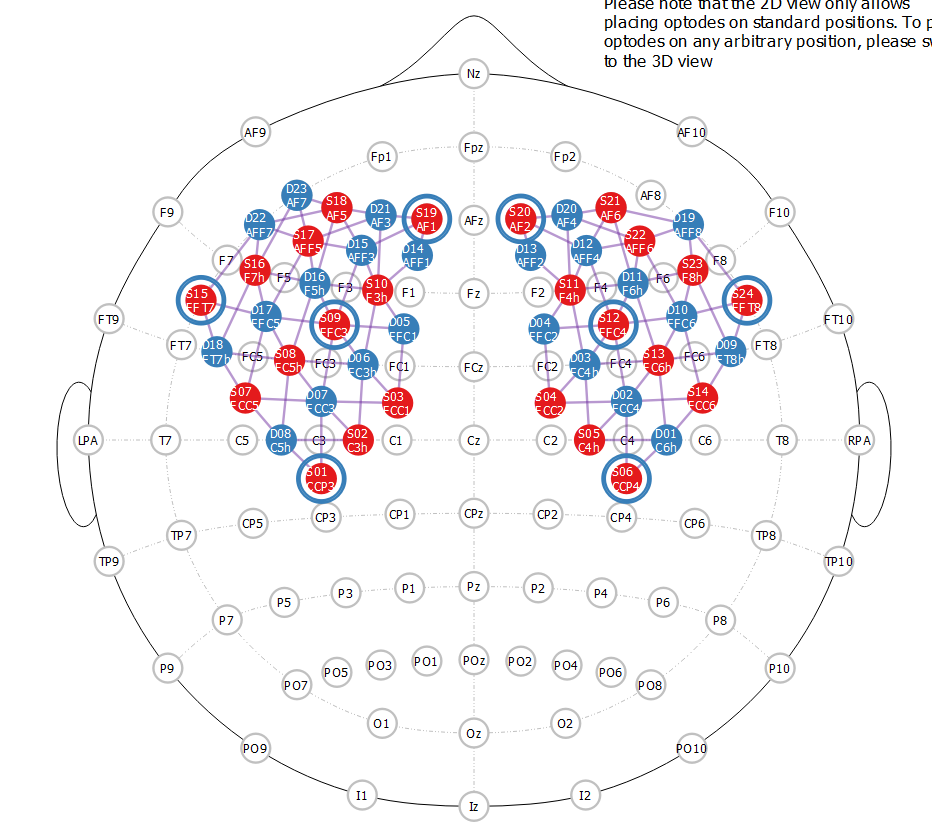 Please note that the 2D view only allows
placing optodes on standard positions. To p
optodes on any arbitrary position, please sw
to the 3D view
Nz
AF9
AF10
Fp1
Fpz
Fp2
D23
AF7
AF8
F9
D22
AFF7
S18
AF5
D21
AF3
S19
AF1
AFz
S20
AF2
D20
AF4
S21
AF6
D19
AFF8
F10
S17
AFF5
D15
AFF3
D14
AFF1
D13
AFF2
D12
AFF4
S22
AFF6
F7
S16
F7h
F5
D16
F5h
F3
S10
F3h
F1
Fz
F2
S11
F4h
F4
D11
F6h
F6
S23
F8h
F8
S15
FFT7
D17
FFC5
S09
FFC3
D05
FFC1
D04
FFC2
S12
FFC4
D10
FFC6
S24
FFT8
FT9
FT10
FT7
D18
FT7h
FC5
S08
FC5h
FC3
D06
FC3h
FC1
FCz
FC2
D03
FC4h
FC4
S13
FC6h
FC6
D09
FT8h
FT8
S07
FCC5
D07
FCC3
S03
FCC1
S04
FCC2
D02
FCC4
S14
FCC6
LPA
T7
C5
D08
C5h
C3
S02
C3h
C1
Cz
C2
S05
C4h
C4
D01
C6h
C6
T8
RPA
S01
CCP3
S06
CCP4
TP7
CP5
CP3
CP1
CPz
CP2
CP4
CP6
TP8
TP9
TP10
P7
P5
P3
P1
Pz
P2
P4
P6
P8
P9
PO7
PO5
PO3
PO1
POz
PO2
PO4
PO6
PO8
P10
O1
Oz
O2
PO9
PO10
I1
Iz
I2